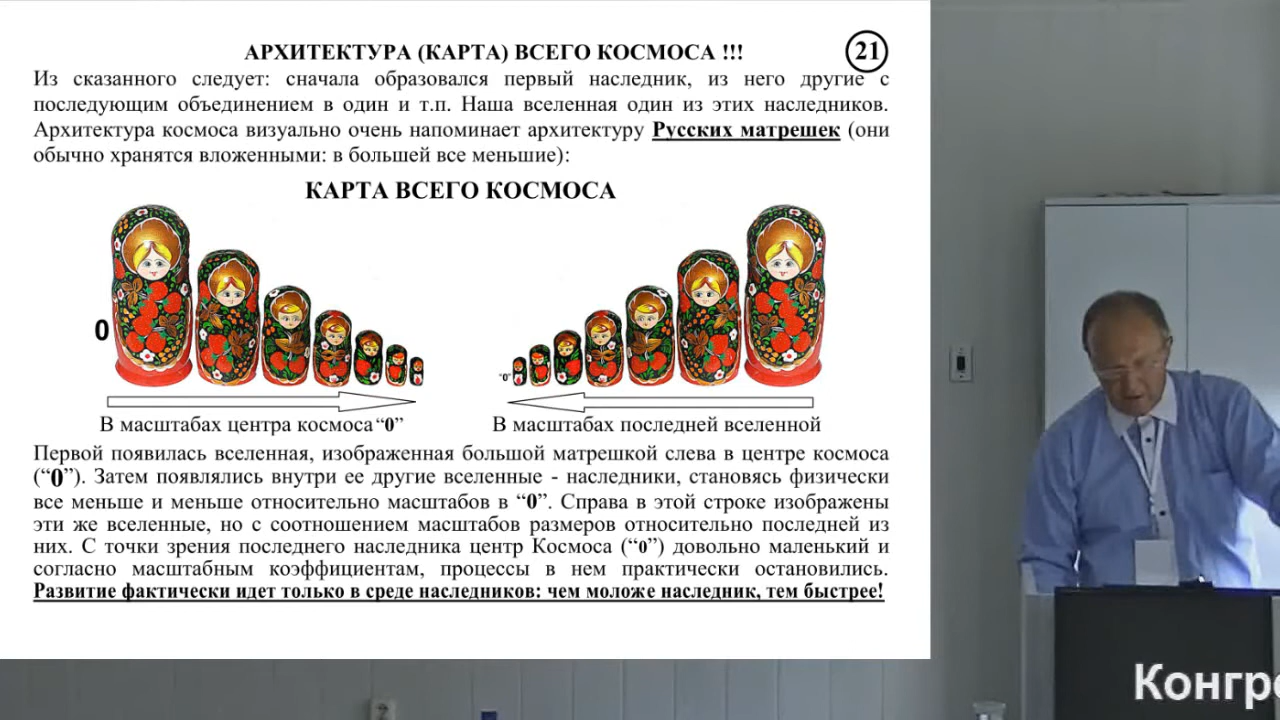 АРХИТЕКТУРА (КАРТА) ВСЕГО КОСМОСА !!!
21
Из сказанного следует: сначала образовался первый наследник, из него другие с
последующим объединением в один и т.п. Наша вселенная один из этих наследников.
Архитектура космоса визуально очень напоминает архитектуру Русских матрешек (они
обычно хранятся вложенными: в большей все меньшие):
КАРТА ВСЕГО КОСМОСА
0
“0”
В масштабах центра космоса “0”
В масштабах последней вселенной
Первой появилась вселенная, изображенная большой матрешкой слева в центре космоса
(“0”). Затем появлялись внутри ее другие вселенные - наследники, становясь физически
все меньше и меньше относительно масштабов в “0”. Справа в этой строке изображены
эти же вселенные, но с соотношением масштабов размеров относительно последней из
них. С точки зрения последнего наследника центр Космоса (“0”) довольно маленький и
согласно масштабным коэффициентам, процессы в нем практически остановились.
Развитие фактически идет только в среде наследников: чем моложе наследник, тем быстрее!
Конгре